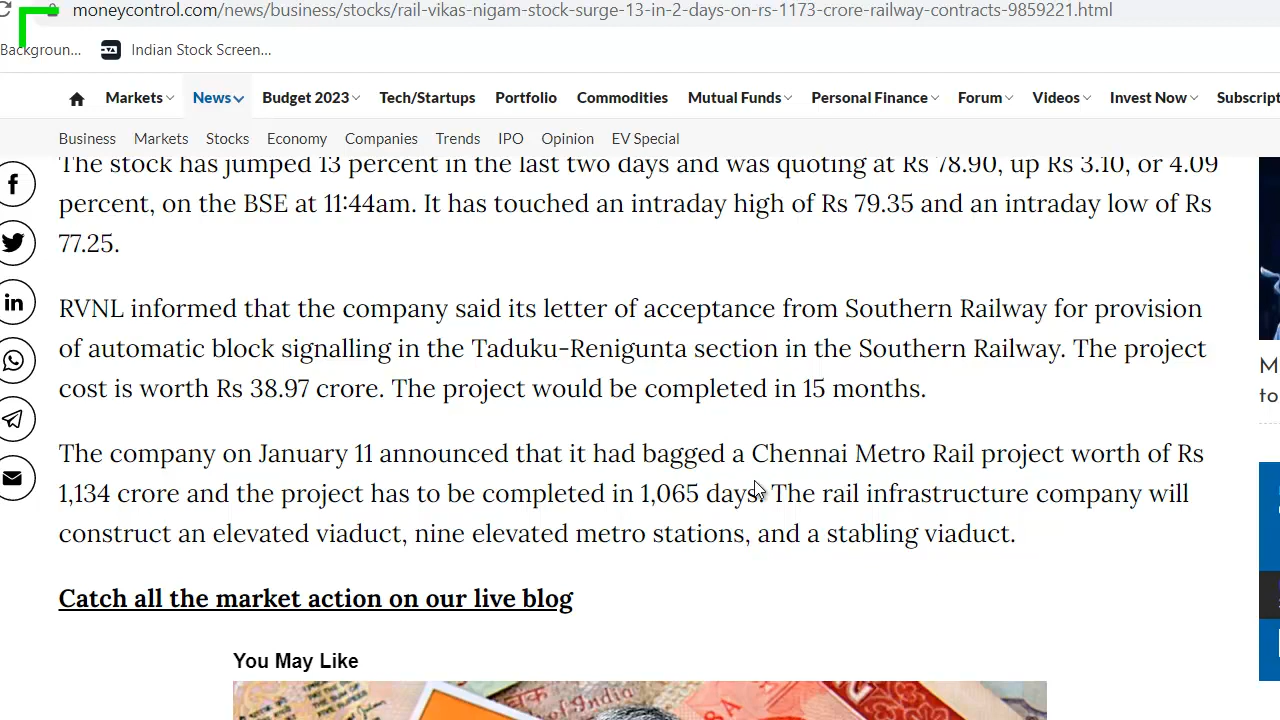 moneycontrol.com/news/business/stocks/rail-vikas-nigam-stock-surge-13-in-2-days-on-rs-1173-crore-railway-contracts-9859221.html
Backgroun... Indian Stock Screen...
Markets News Budget 2023 Tech/Startups Portfolio Commodities Mutual Funds Personal Finance Forum Videos Invest Now Subscript
Business Markets Stocks Economy Companies Trends IPO Opinion EV Special
The stock has jumped 13 percent in the last two days and was quoting at Rs 78.90, up Rs 3.10, or 4.09
percent, on the BSE at 11:44am. It has touched an intraday high of Rs 79.35 and an intraday low of Rs
77.25.
RVNL informed that the company said its letter of acceptance from Southern Railway for provision
of automatic block signalling in the Taduku-Renigunta section in the Southern Railway. The project
cost is worth Rs 38.97 crore. The project would be completed in 15 months.
The company on January 11 announced that it had bagged a Chennai Metro Rail project worth of Rs
1,134 crore and the project has to be completed in 1,065 days. The rail infrastructure company will
construct an elevated viaduct, nine elevated metro stations, and a stabling viaduct.
Catch all the market action on our live blog
You May Like